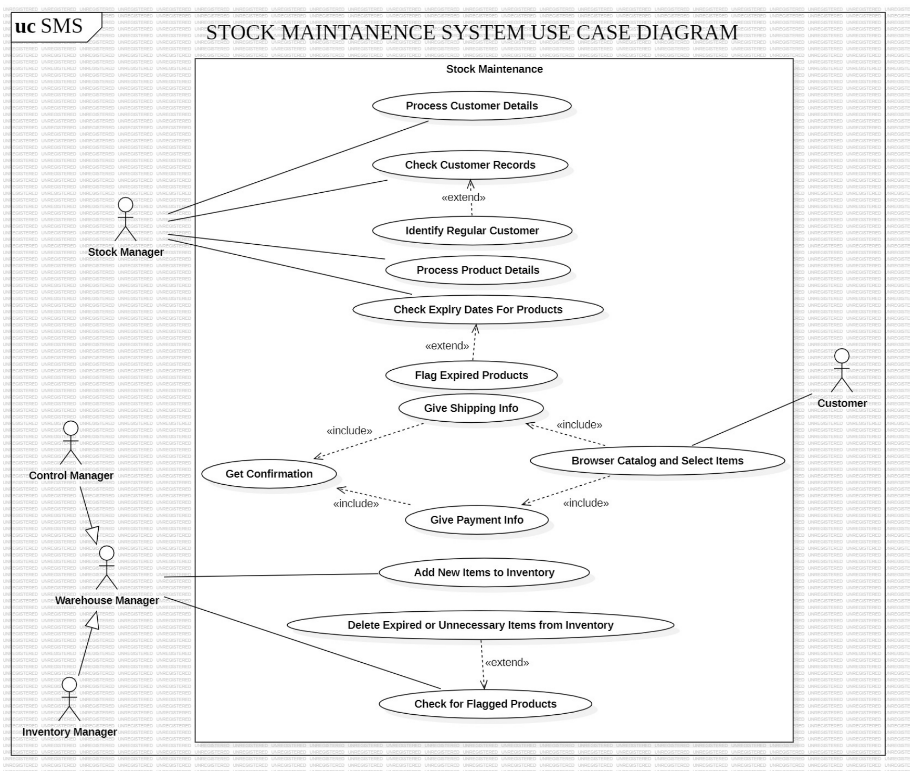 uc SMS
STOCK MAINTANENCE SYSTEM USE CASE DIAGRAM
Stock Maintenance
Process Customer Details
Check Customer Records
«extend»
Identify Regular Customer
Stock Manager
Process Product Details
Check ExpIry Dates For Products
«extend»
Flag Expired Products
Customer
Give Shipping Info
«include»
«include»
Control Manager
Get Confirmation
Browser Catalog and Select Items
«include»
«include»
Give Payment Info
Add New Items to Inventory
Warehouse Manager
Delete Expired or Unnecessary Items from Inventory
«extend»
Check for Flagged Products
Inventory Manager
UNREGISTERED